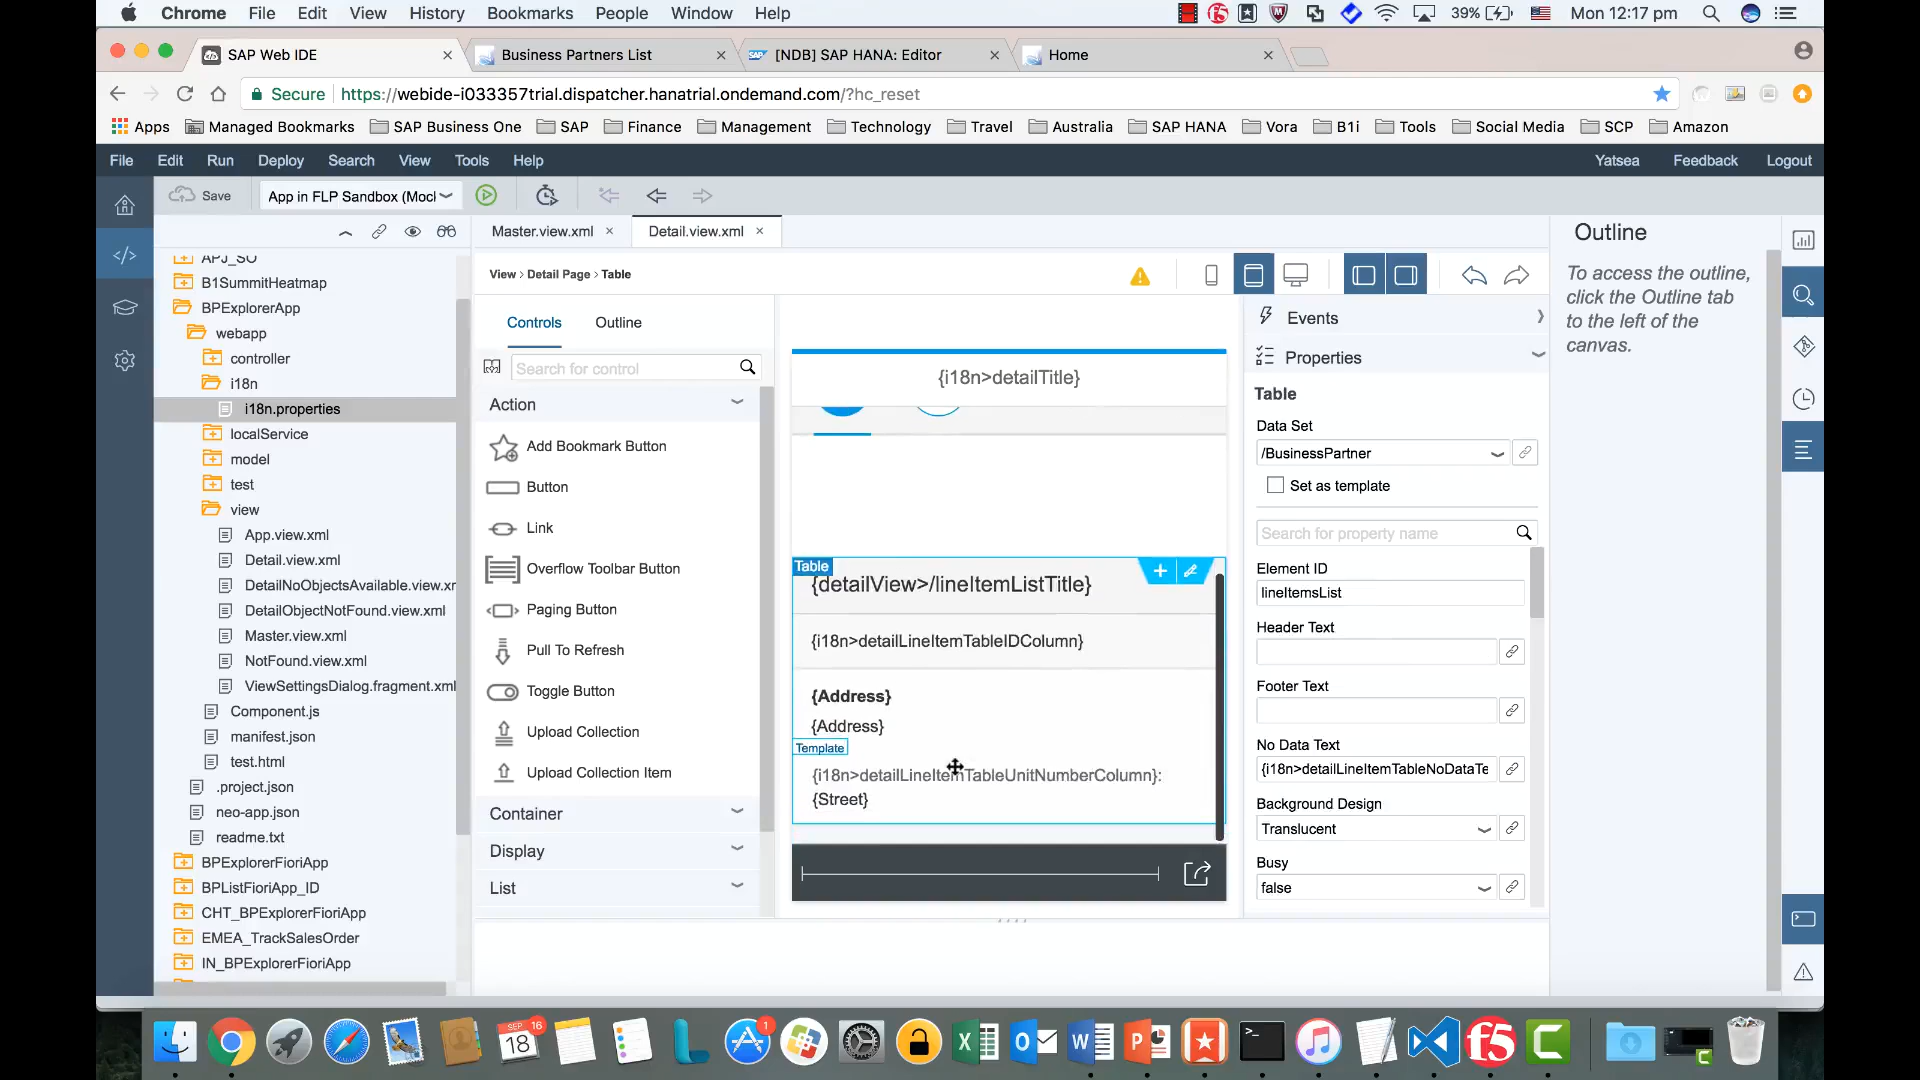 Chrome File Edit View History Bookmarks People Window Help 39% Mon 12:17 pm
SAP Web IDE Business Partners List [NDB] SAP HANA: Editor Home
Secure https://webide-i033357trial.dispatcher.hanatrial.ondemand.com/?hc_reset
Apps Managed Bookmarks SAP Business One SAP Finance Management Technology Travel Australia SAP HANA Vora B1i Tools Social Media SCP Amazon
File Edit Run Deploy Search View Tools Help Yatsea Feedback Logout
Save App in FLP Sandbox (Mocl
Master.view.xml Detail.view.xml
APJ_SO
B1SummitHeatmap
BPExplorerApp
webapp
controller
i18n
i18n.properties
localService
model
test
view
App.view.xml
Detail.view.xml
DetailNoObjectsAvailable.view.xr
DetailObjectNotFound.view.xml
Master.view.xml
NotFound.view.xml
ViewSettingsDialog.fragment.xml
Component.js
manifest.json
test.html
.project.json
neo-app.json
readme.txt
BPExplorerFioriApp
BPListFioriApp_ID
CHT_BPExplorerFioriApp
EMEA_TrackSalesOrder
IN_BPExplorerFioriApp
View > Detail Page > Table
Controls Outline
Search for control
Action
Add Bookmark Button
Button
Link
Overflow Toolbar Button
Paging Button
Pull To Refresh
Toggle Button
Upload Collection
Upload Collection Item
Container
Display
List
{i18n>detailTitle}
Table
{detailView>/lineItemListTitle}
{i18n>detailLineItemTableIDColumn}
{Address}
{Address}
Template
{i18n>detailLineItemTableUnitNumberColumn}:
{Street}
Events
Properties
Table
Data Set
/BusinessPartner
Set as template
Search for property name
Element ID
lineItemsList
Header Text
Footer Text
No Data Text
{i18n>detailLineItemTableNoDataTe
Background Design
Translucent
Busy
false
Outline
To access the outline,
click the Outline tab
to the left of the
canvas.
SEP 16
18
1